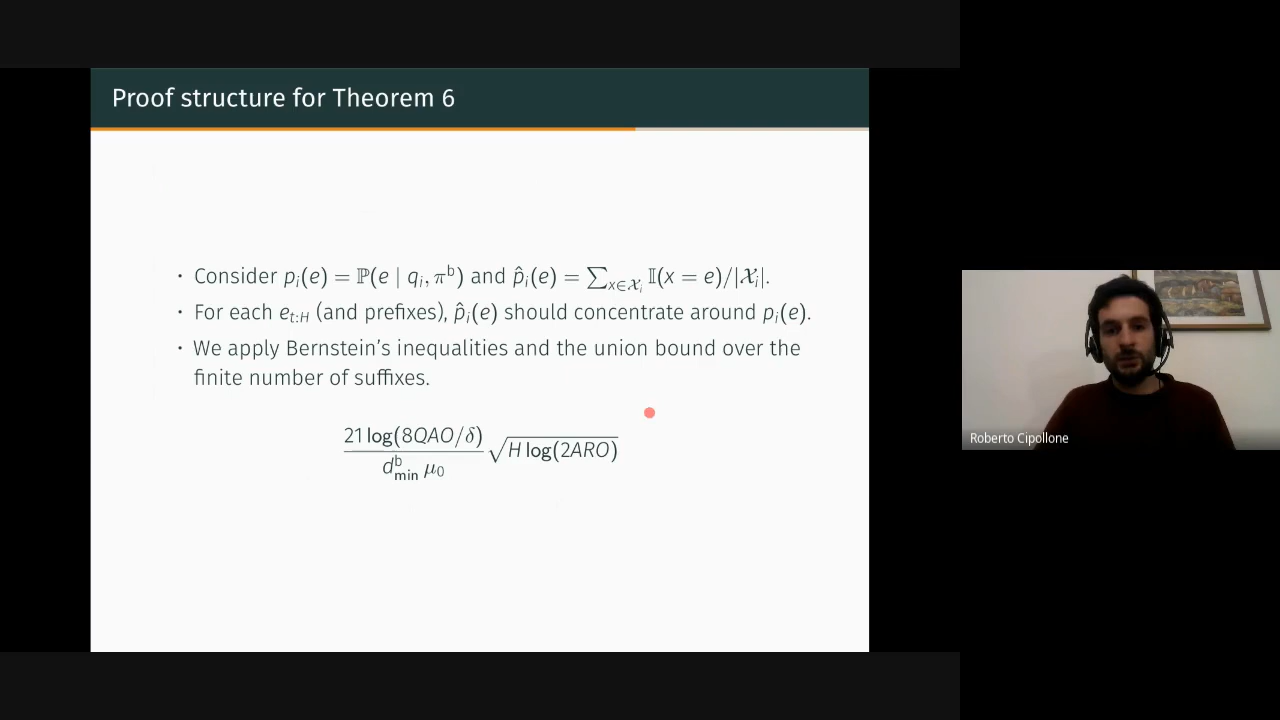 Proof structure for Theorem 6
• Consider pᵢ(e) = ℙ(e | qᵢ, πᵇ) and p̂ᵢ(e) = ∑_{x∈𝒳ᵢ} 𝕀(x = e)/|𝒳ᵢ|.
• For each e_{t:H} (and prefixes), p̂ᵢ(e) should concentrate around pᵢ(e).
• We apply Bernstein's inequalities and the union bound over the
finite number of suffixes.
21 log(8QAO/δ) / d^b_min μ₀ √(H log(2ARO))
Roberto Cipollone